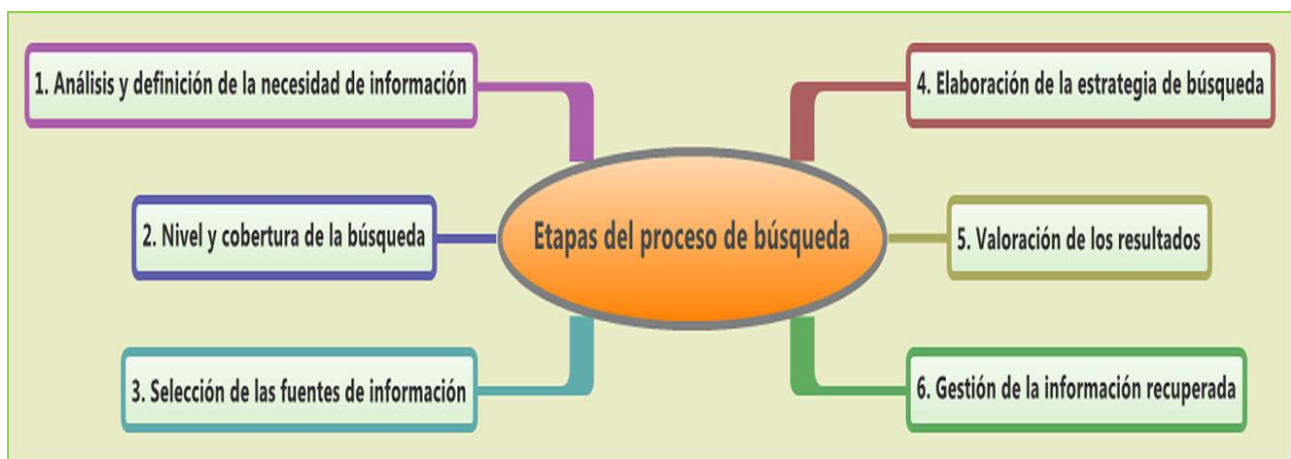 Etapas del proceso de búsqueda
1. Análisis y definición de la necesidad de información
2. Nivel y cobertura de la búsqueda
3. Selección de las fuentes de información
4. Elaboración de la estrategia de búsqueda
5. Valoración de los resultados
6. Gestión de la información recuperada